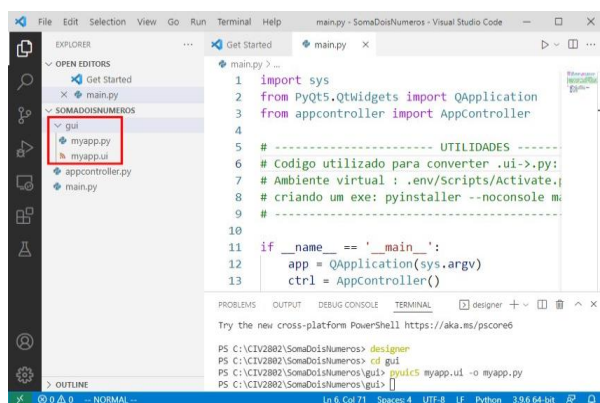 File Edit Selection View Go Run Terminal Help main.py - SomaDoisNumeros - Visual Studio Code
EXPLORER
OPEN EDITORS
Get Started
main.py
SOMADOISNUMEROS
gui
myapp.py
myapp.ui
appcontroller.py
main.py
OUTLINE
Get Started main.py
main.py > ...
1 import sys
2 from PyQt5.QtWidgets import QApplication
3 from appcontroller import AppController
4
5 # ---------------------- UTILIDADES -----
6 # Codigo utilizado para converter .ui->.py:
7 # Ambiente virtual : .env/Scripts/Activate.p
8 # criando um exe: pyinstaller --noconsole ma
9 # --------------------------------------
10
11 if __name__ == '__main__':
12 app = QApplication(sys.argv)
13 ctrl = AppController()
PROBLEMS OUTPUT DEBUG CONSOLE TERMINAL designer
Try the new cross-platform PowerShell https://aka.ms/pscore6
PS C:\CIV2802\SomaDoisNumeros> designer
PS C:\CIV2802\SomaDoisNumeros> cd gui
PS C:\CIV2802\SomaDoisNumeros\gui> pyuic5 myapp.ui -o myapp.py
PS C:\CIV2802\SomaDoisNumeros\gui>
0 0 -- NORMAL -- Ln 6, Col 71 Spaces: 4 UTF-8 LF Python 3.9.6 64-bit